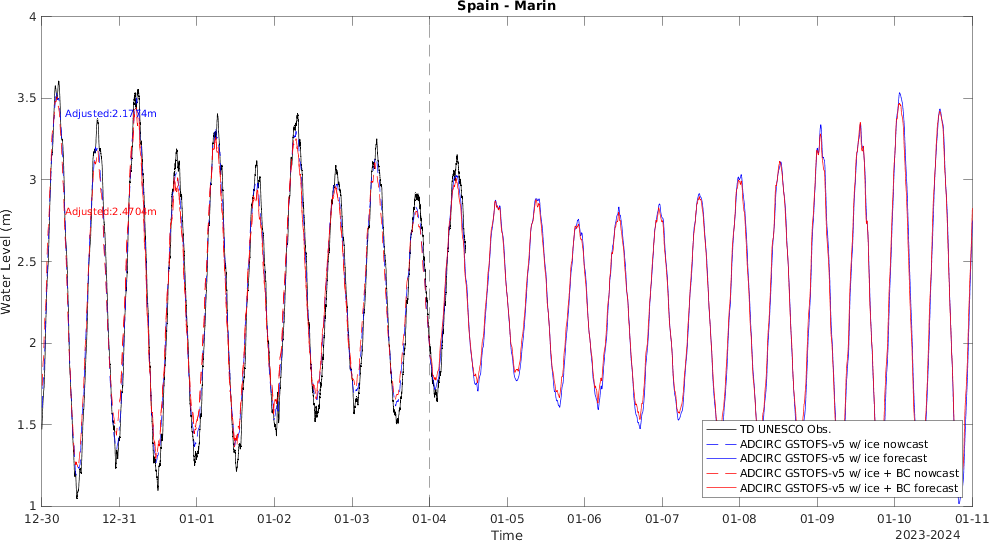 Spain - Marin
4
3.5
3
2.5
2
1.5
1
Water Level (m)
Adjusted:2.1774m
Adjusted:2.4704m
TD UNESCO Obs.
ADCIRC GSTOFS-v5 w/ ice nowcast
ADCIRC GSTOFS-v5 w/ ice forecast
ADCIRC GSTOFS-v5 w/ ice + BC nowcast
ADCIRC GSTOFS-v5 w/ ice + BC forecast
12-30 12-31 01-01 01-02 01-03 01-04 01-05 01-06 01-07 01-08 01-09 01-10 01-11
Time
2023-2024